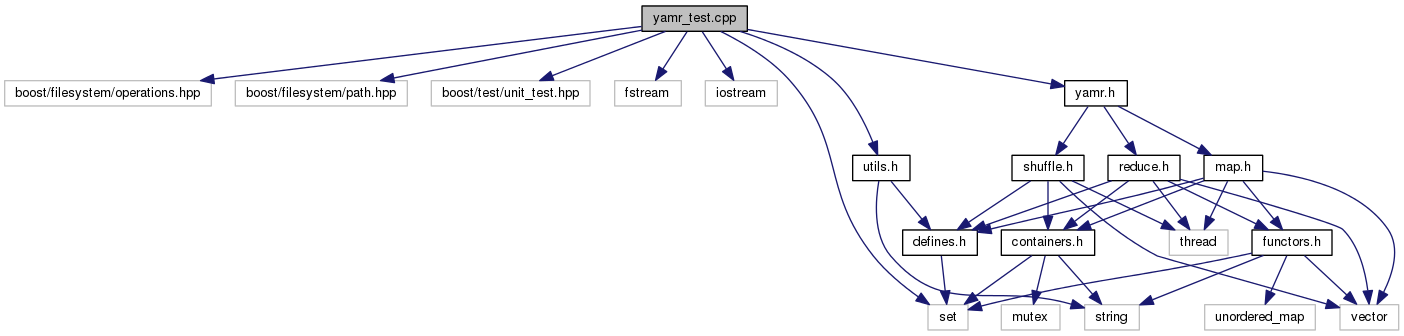 yamr_test.cpp
boost/filesystem/operations.hpp
boost/filesystem/path.hpp
boost/test/unit_test.hpp
fstream
iostream
yamr.h
utils.h
shuffle.h
reduce.h
map.h
defines.h
containers.h
thread
functors.h
set
mutex
string
unordered_map
vector